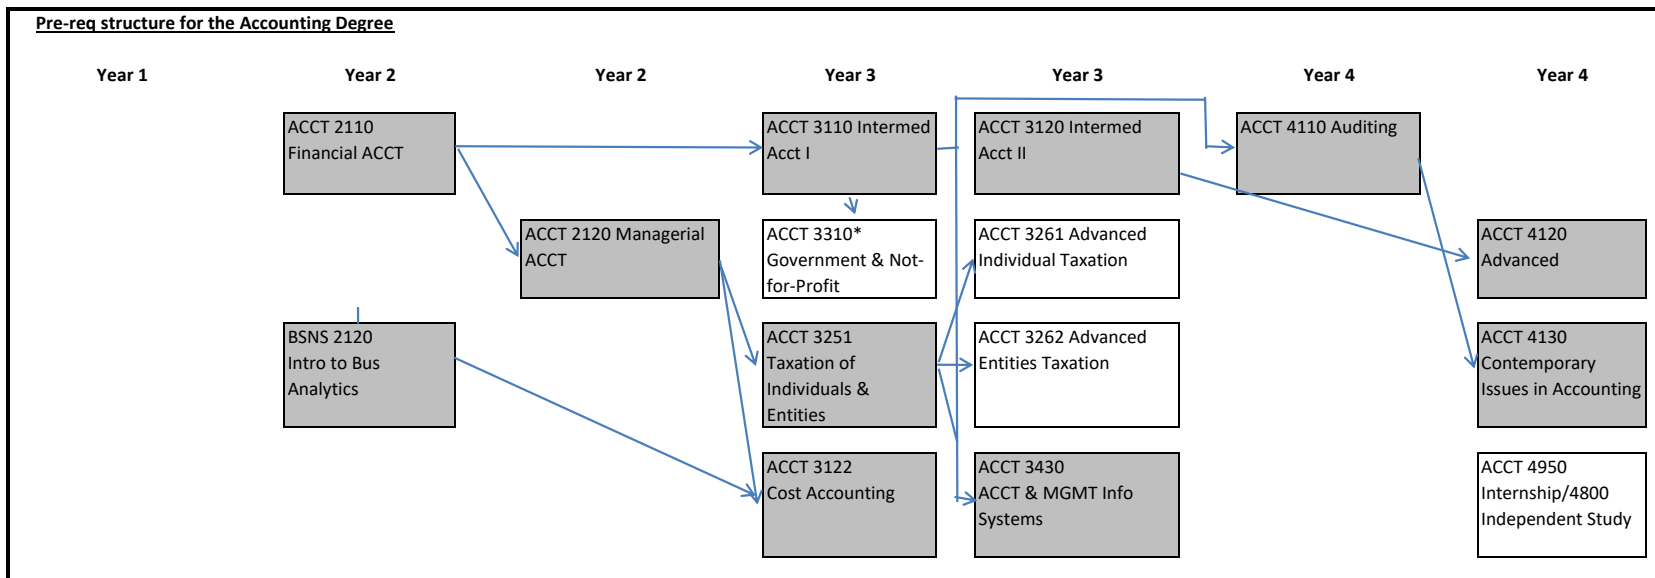 Pre-req structure for the Accounting Degree
Year 1
Year 2
Year 2
Year 3
Year 3
Year 4
Year 4
ACCT 2110
Financial ACCT
ACCT 3110 Intermed
Acct I
ACCT 3120 Intermed
Acct II
ACCT 4110 Auditing
ACCT 2120 Managerial
ACCT
ACCT 3310*
Government & Not-
for-Profit
ACCT 3261 Advanced
Individual Taxation
ACCT 4120
Advanced
BSNS 2120
Intro to Bus
Analytics
ACCT 3251
Taxation of
Individuals &
Entities
ACCT 3262 Advanced
Entities Taxation
ACCT 4130
Contemporary
Issues in Accounting
ACCT 3122
Cost Accounting
ACCT 3430
ACCT & MGMT Info
Systems
ACCT 4950
Internship/4800
Independent Study